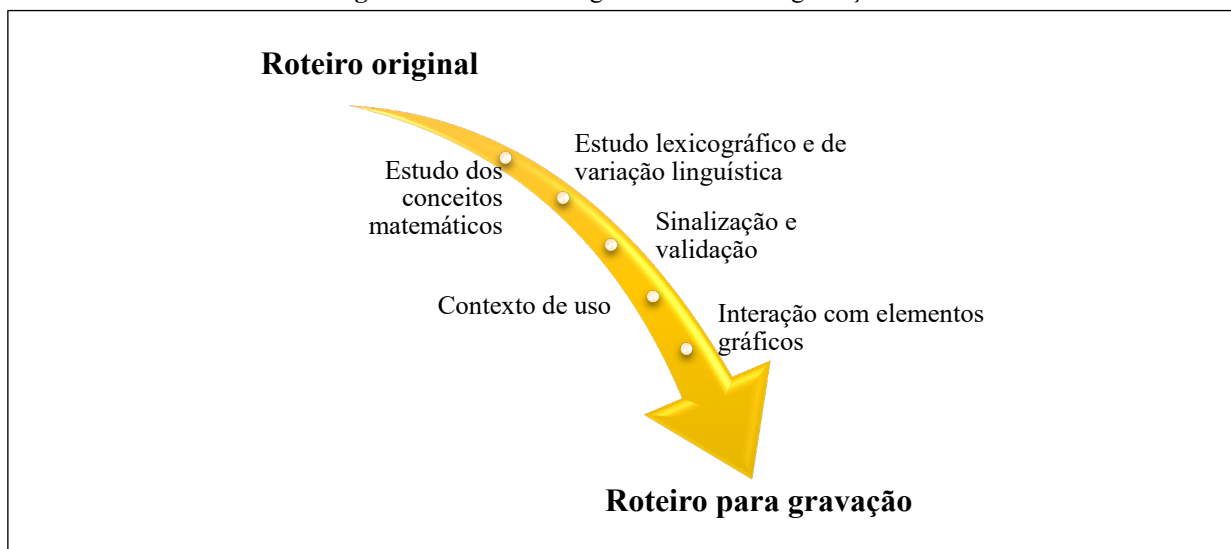 Roteiro original
Estudo lexicográfico e de
variação linguística
Estudo dos
conceitos
matemáticos
Sinalização e
validação
Contexto de uso
Interação com elementos
gráficos
Roteiro para gravação